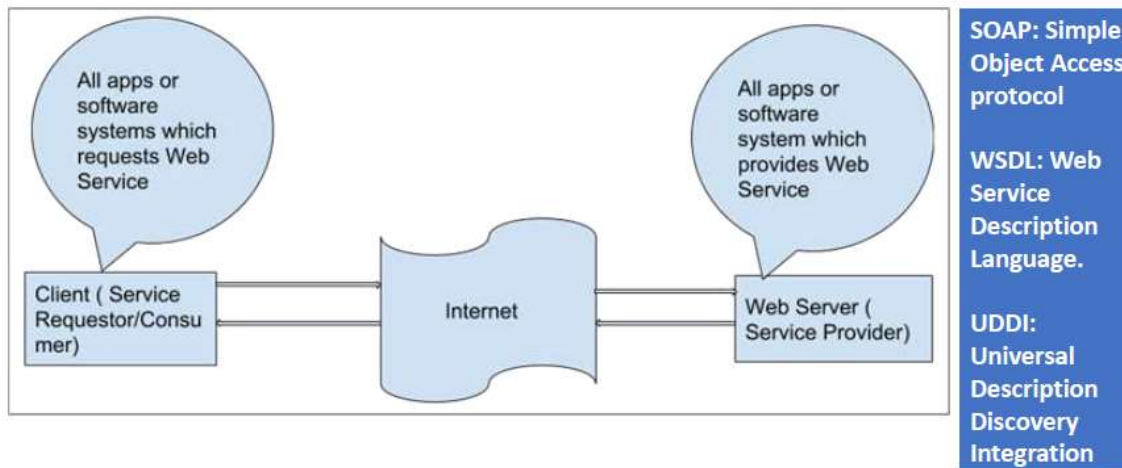 All apps or
software
systems which
requests Web
Service
All apps or
software
system which
provides Web
Service
Client ( Service
Requestor/Consu
mer)
Internet
Web Server (
Service Provider)
SOAP: Simple
Object Access
protocol
WSDL: Web
Service
Description
Language.
UDDI:
Universal
Description
Discovery
Integration